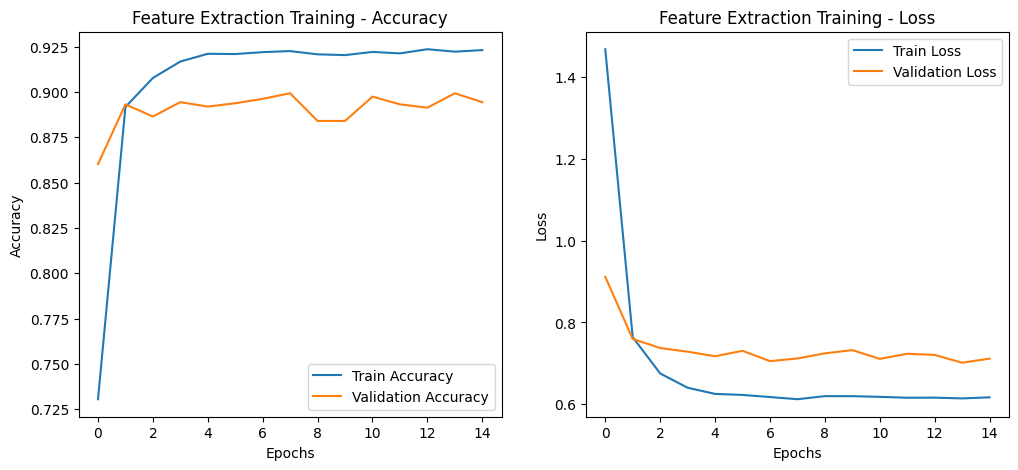 Feature Extraction Training - Accuracy
0.925
0.900
0.875
0.850
0.825
0.800
0.775
0.750
0.725
Accuracy
0 2 4 6 8 10 12 14
Epochs
Train Accuracy
Validation Accuracy
Feature Extraction Training - Loss
1.4
1.2
1.0
0.8
0.6
Loss
0 2 4 6 8 10 12 14
Epochs
Train Loss
Validation Loss